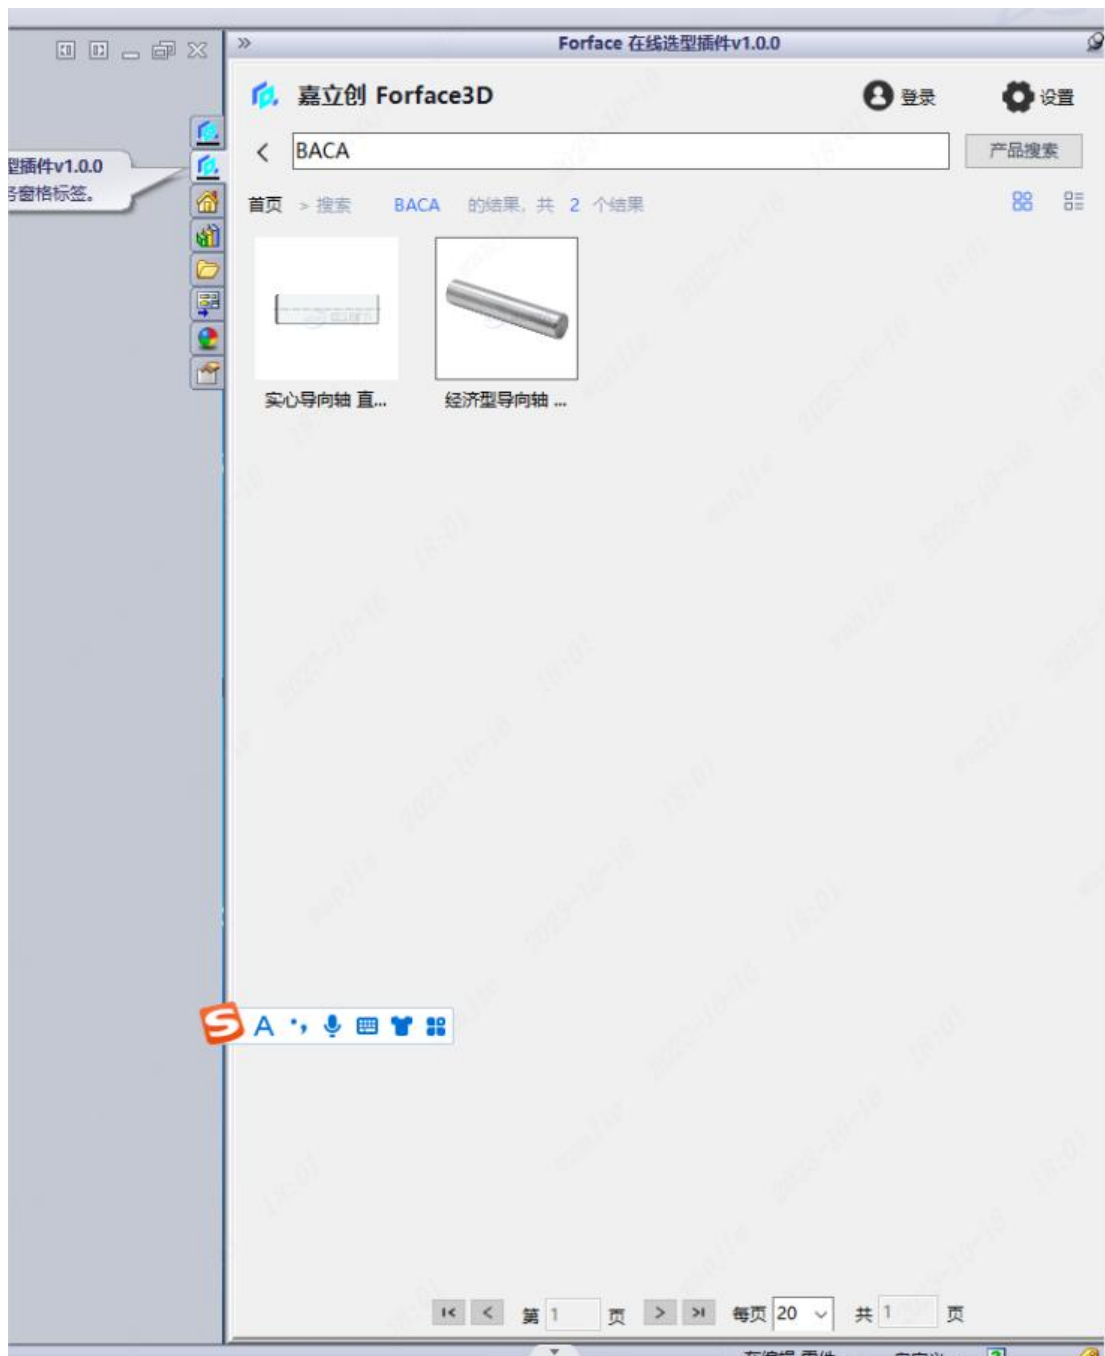 Forface 在线选型插件v1.0.0
嘉立创 Forface3D
登录
设置
BACA
产品搜索
型插件v1.0.0
窗格标签。
首页 > 搜索 BACA 的结果, 共 2 个结果
实心导向轴 直...
经济型导向轴 ...
A
第 1 页
每页 20
共 1 页